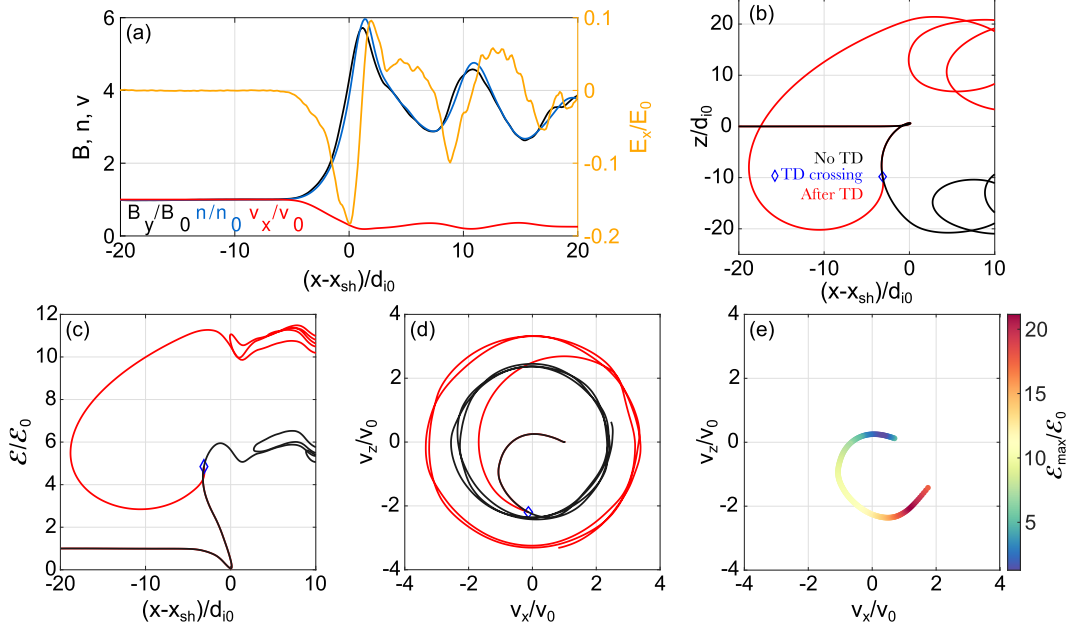 (a)
6
4
2
0
B, n, v
B_y/B_0 n/n_0 v_x/v_0
0.1
0
-0.1
-0.2
E_x/E_0
-20 -10 0 10 20
(x-x_sh)/d_i0
(b)
20
10
0
-10
-20
z/d_i0
No TD
TD crossing
After TD
-20 -10 0 10
(x-x_sh)/d_i0
(c)
12
10
8
6
4
2
0
ℰ/ℰ_0
-20 -15 -10 -5 0 5 10
(x-x_sh)/d_i0
(d)
4
2
0
-2
-4
v_z/v_0
-4 -2 0 2 4
v_x/v_0
(e)
4
2
0
-2
-4
v_z/v_0
-4 -2 0 2 4
v_x/v_0
20
15
10
5
ℰ_max/ℰ_0